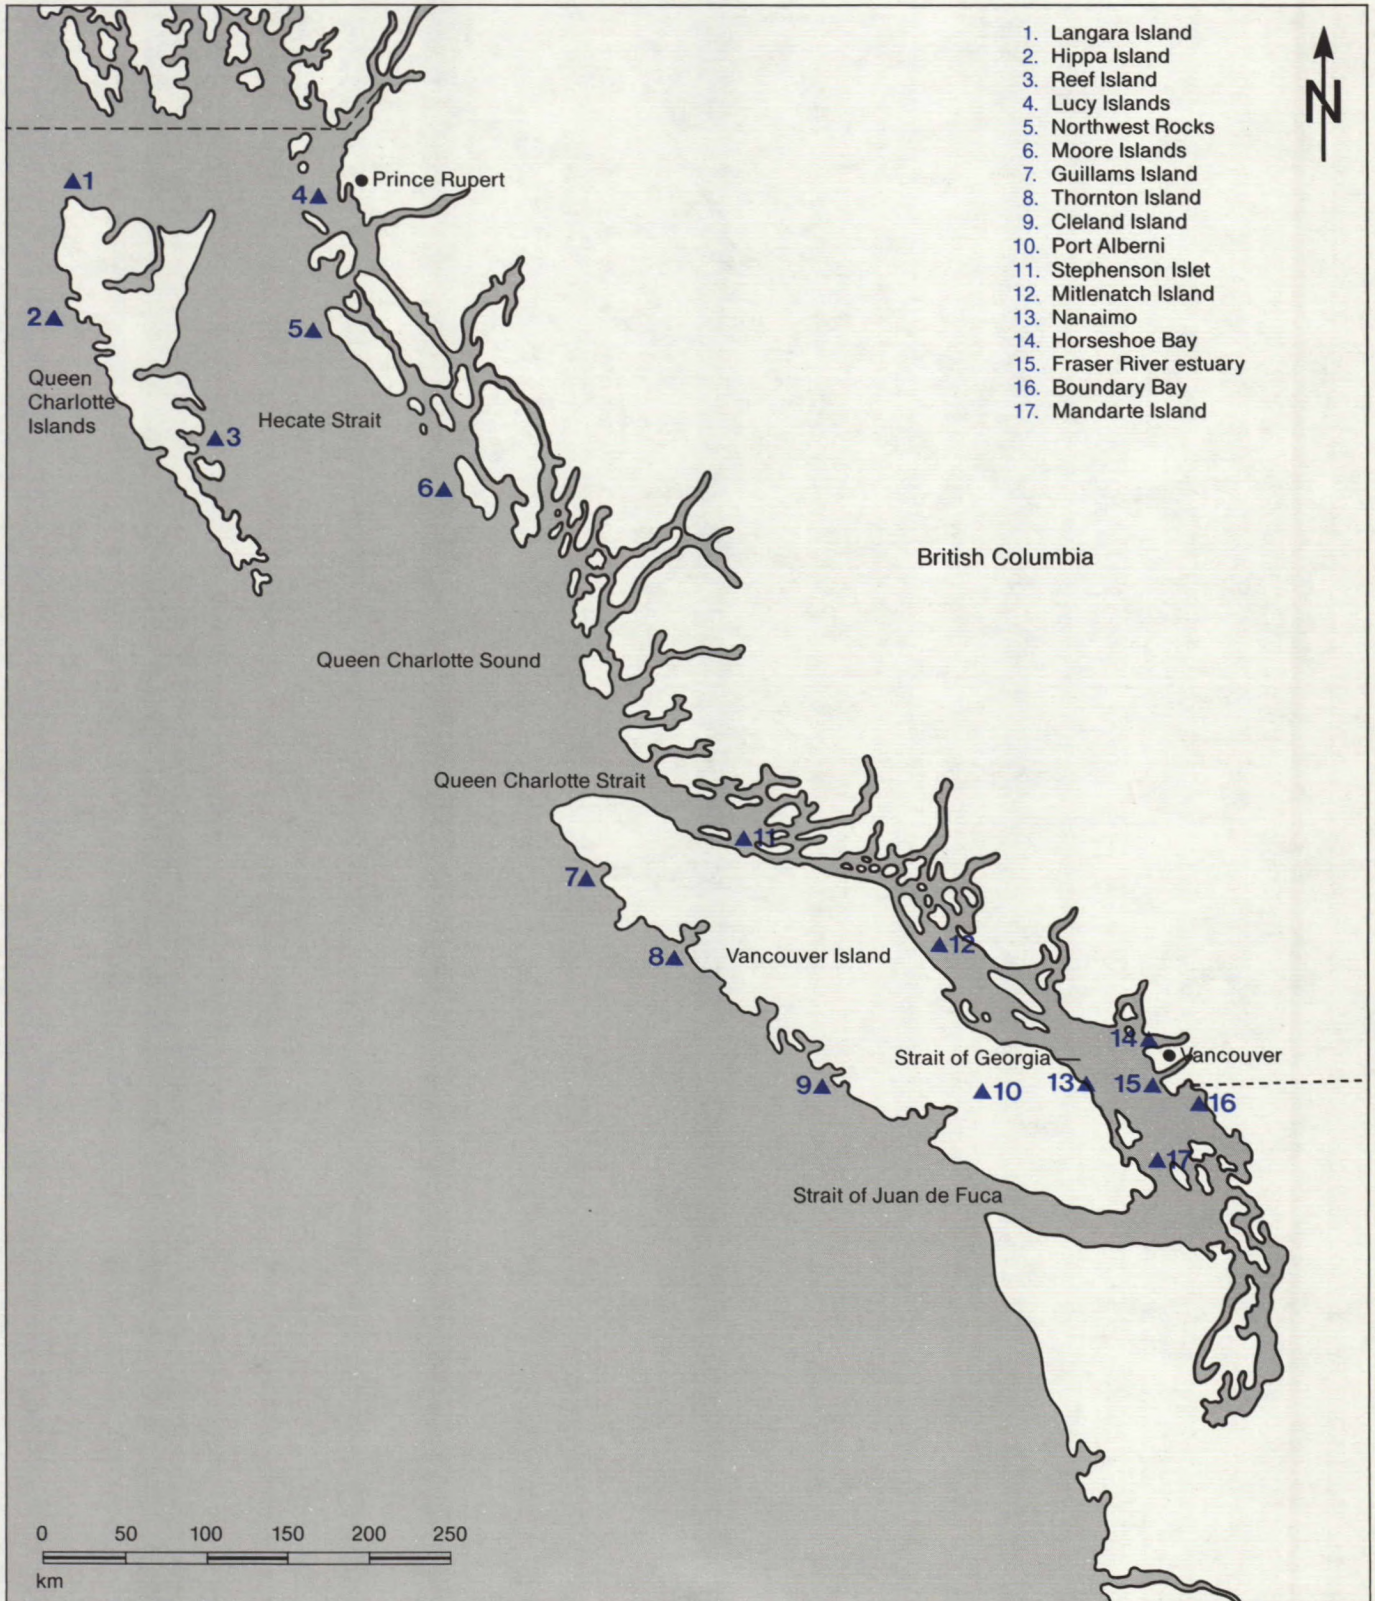 1. Langara Island
2. Hippa Island
3. Reef Island
4. Lucy Islands
5. Northwest Rocks
6. Moore Islands
7. Guillams Island
8. Thornton Island
9. Cleland Island
10. Port Alberni
11. Stephenson Islet
12. Mitlenatch Island
13. Nanaimo
14. Horseshoe Bay
15. Fraser River estuary
16. Boundary Bay
17. Mandarte Island
N
1
4
Prince Rupert
2
5
Queen
Charlotte
Islands
Hecate Strait
3
6
British Columbia
Queen Charlotte Sound
Queen Charlotte Strait
11
7
12
8
Vancouver Island
14
Strait of Georgia
Vancouver
9
10
13
15
16
17
Strait of Juan de Fuca
0 50 100 150 200 250
km